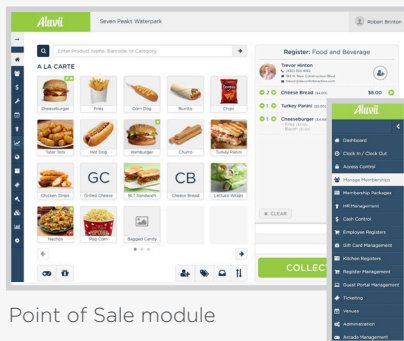 Aluvii
Seven Peaks Waterpark
Robert Brinton
Enter Product Name, Barcode, or Category
A LA CARTE
Cheeseburger
Fries
Corn Dog
Burrito
Chips
Tater Tots
Hot Dog
Hamburger
Churro
Turkey Panini
Chicken Strips
GC
Grilled Cheese
BLT Sandwich
CB
Cheese Bread
Lettuce Wraps
Nachos
Pop Corn
Bagged Candy
Register: Food and Beverage
Trevor Hinton
2 Cheese Bread
$8.00
1 Turkey Panini
1 Cheeseburger
CLEAR
COLLEC
Aluvii
Dashboard
Clock In / Clock Out
Access Control
Manage Memberships
Membership Packages
HR Management
Cash Control
Employee Registers
Gift Card Management
Kitchen Registers
Register Management
Guest Portal Management
Ticketing
Venues
Administration
Arcade Management
Point of Sale module